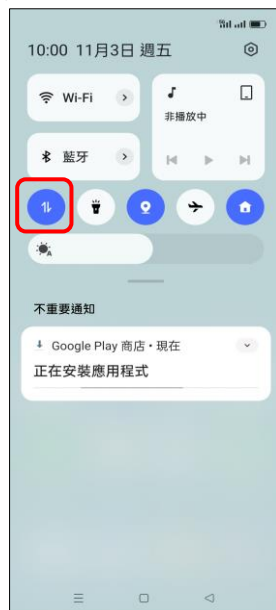 10:00 11月3日 週五
Wi-Fi
非播放中
藍牙
A
不重要通知
Google Play 商店・現在
正在安裝應用程式